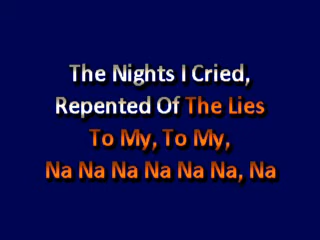 The Nights I Cried,
Repented Of The Lies
To My, To My,
Na Na Na Na Na Na, Na